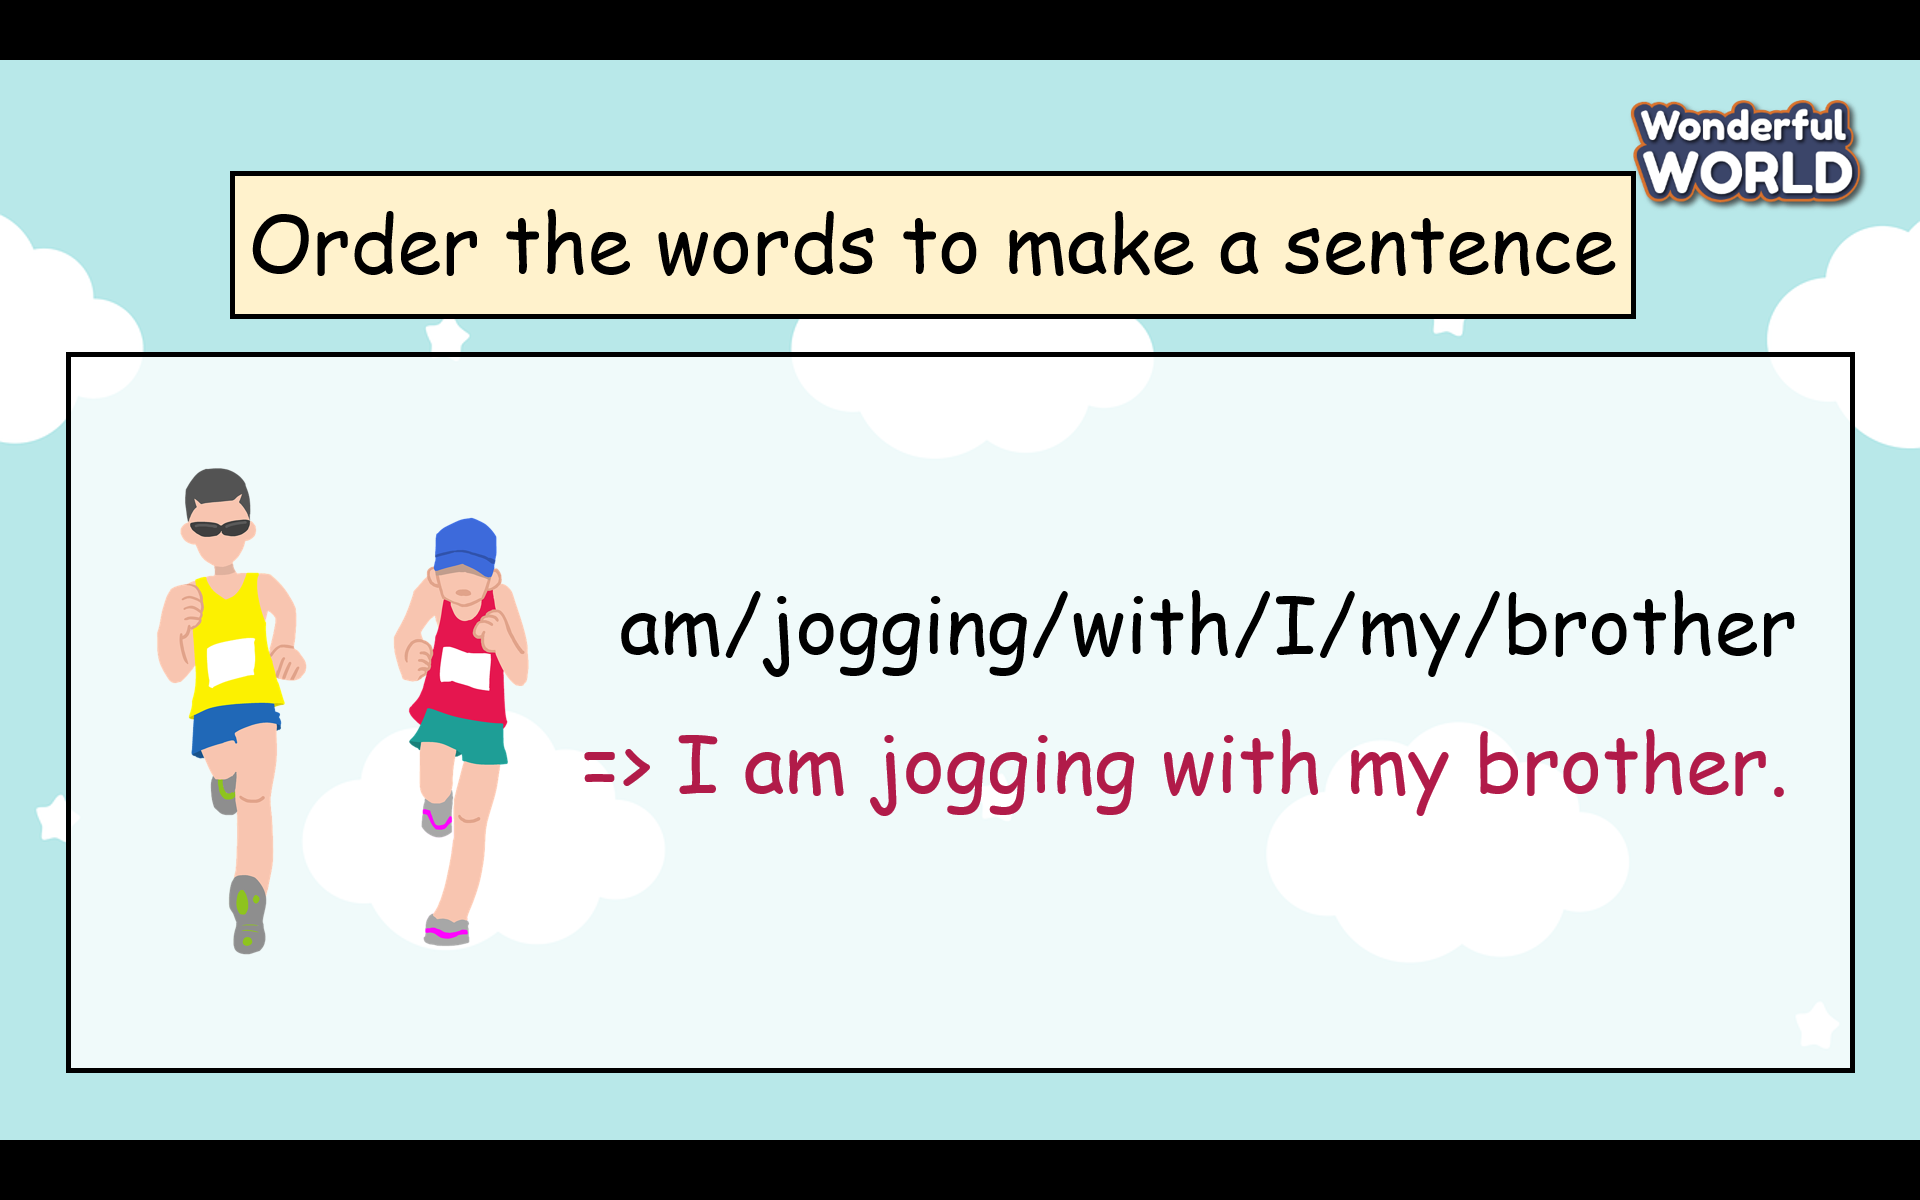 Wonderful
WORLD
Order the words to make a sentence
am/jogging/with/I/my/brother
=> I am jogging with my brother.